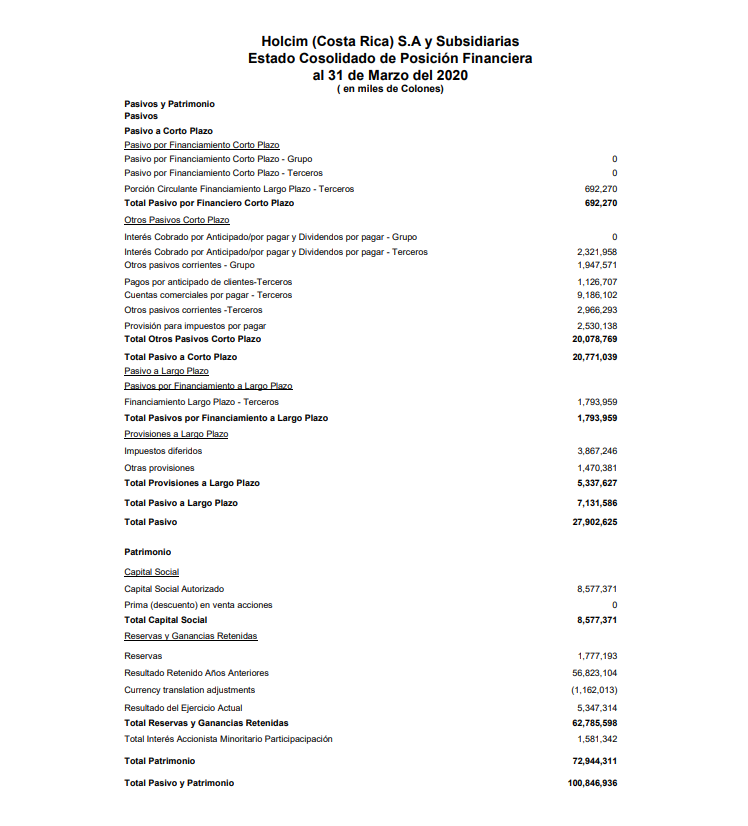 Holcim (Costa Rica) S.A y Subsidiarias
Estado Cosolidado de Posición Financiera
al 31 de Marzo del 2020
( en miles de Colones)
Pasivos y Patrimonio
Pasivos
Pasivo a Corto Plazo
Pasivo por Financiamiento Corto Plazo
Pasivo por Financiamiento Corto Plazo - Grupo 0
Pasivo por Financiamiento Corto Plazo - Terceros 0
Porción Circulante Financiamiento Largo Plazo - Terceros 692,270
Total Pasivo por Financiero Corto Plazo 692,270
Otros Pasivos Corto Plazo
Interés Cobrado por Anticipado/por pagar y Dividendos por pagar - Grupo 0
Interés Cobrado por Anticipado/por pagar y Dividendos por pagar - Terceros 2,321,958
Otros pasivos corrientes - Grupo 1,947,571
Pagos por anticipado de clientes-Terceros 1,126,707
Cuentas comerciales por pagar - Terceros 9,186,102
Otros pasivos corrientes -Terceros 2,966,293
Provisión para impuestos por pagar 2,530,138
Total Otros Pasivos Corto Plazo 20,078,769
Total Pasivo a Corto Plazo 20,771,039
Pasivo a Largo Plazo
Pasivos por Financiamiento a Largo Plazo
Financiamiento Largo Plazo - Terceros 1,793,959
Total Pasivos por Financiamiento a Largo Plazo 1,793,959
Provisiones a Largo Plazo
Impuestos diferidos 3,867,246
Otras provisiones 1,470,381
Total Provisiones a Largo Plazo 5,337,627
Total Pasivo a Largo Plazo 7,131,586
Total Pasivo 27,902,625
Patrimonio
Capital Social
Capital Social Autorizado 8,577,371
Prima (descuento) en venta acciones 0
Total Capital Social 8,577,371
Reservas y Ganancias Retenidas
Reservas 1,777,193
Resultado Retenido Años Anteriores 56,823,104
Currency translation adjustments (1,162,013)
Resultado del Ejercicio Actual 5,347,314
Total Reservas y Ganancias Retenidas 62,785,598
Total Interés Accionista Minoritario Participacipación 1,581,342
Total Patrimonio 72,944,311
Total Pasivo y Patrimonio 100,846,936